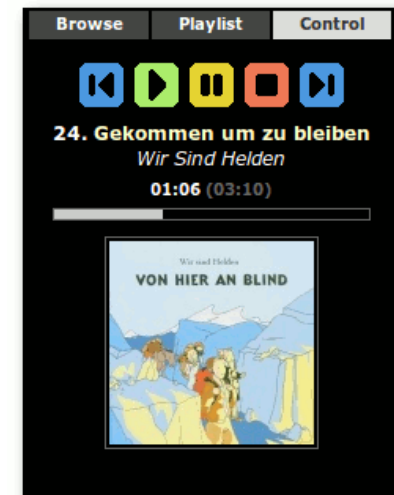 Browse Playlist Control
24. Gekommen um zu bleiben
Wir Sind Helden
01:06 (03:10)
Wir sind Helden
VON HIER AN BLIND